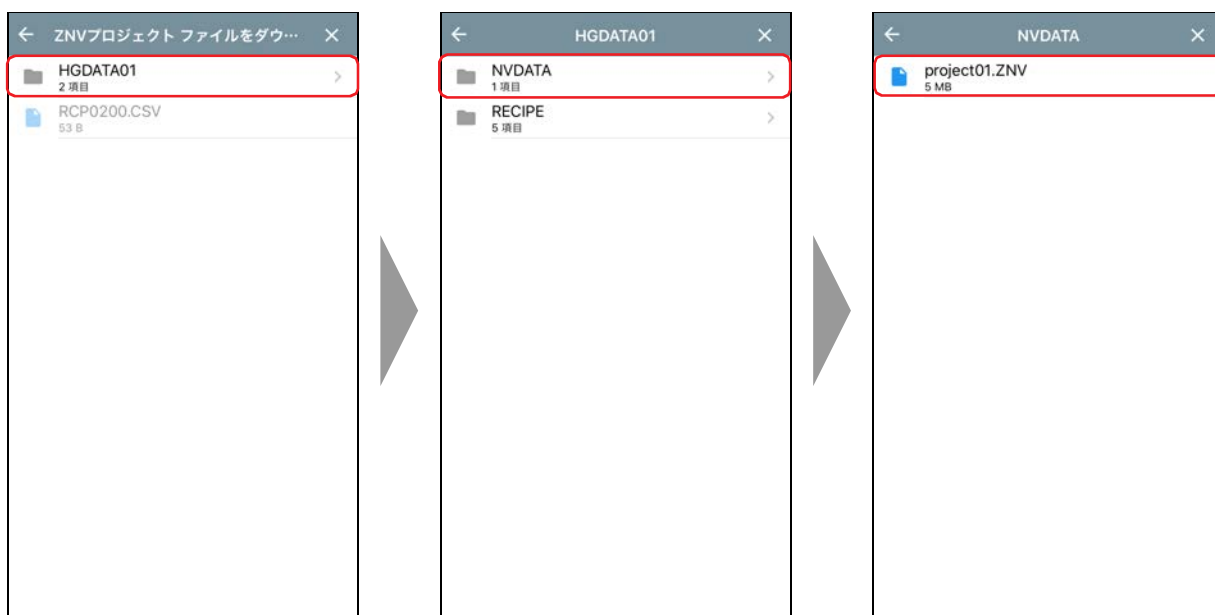 ZNVプロジェクト ファイルをダウ…
HGDATA01
2 項目
RCP0200.CSV
53 B
HGDATA01
NVDATA
1 項目
RECIPE
5 項目
NVDATA
project01.ZNV
5 MB